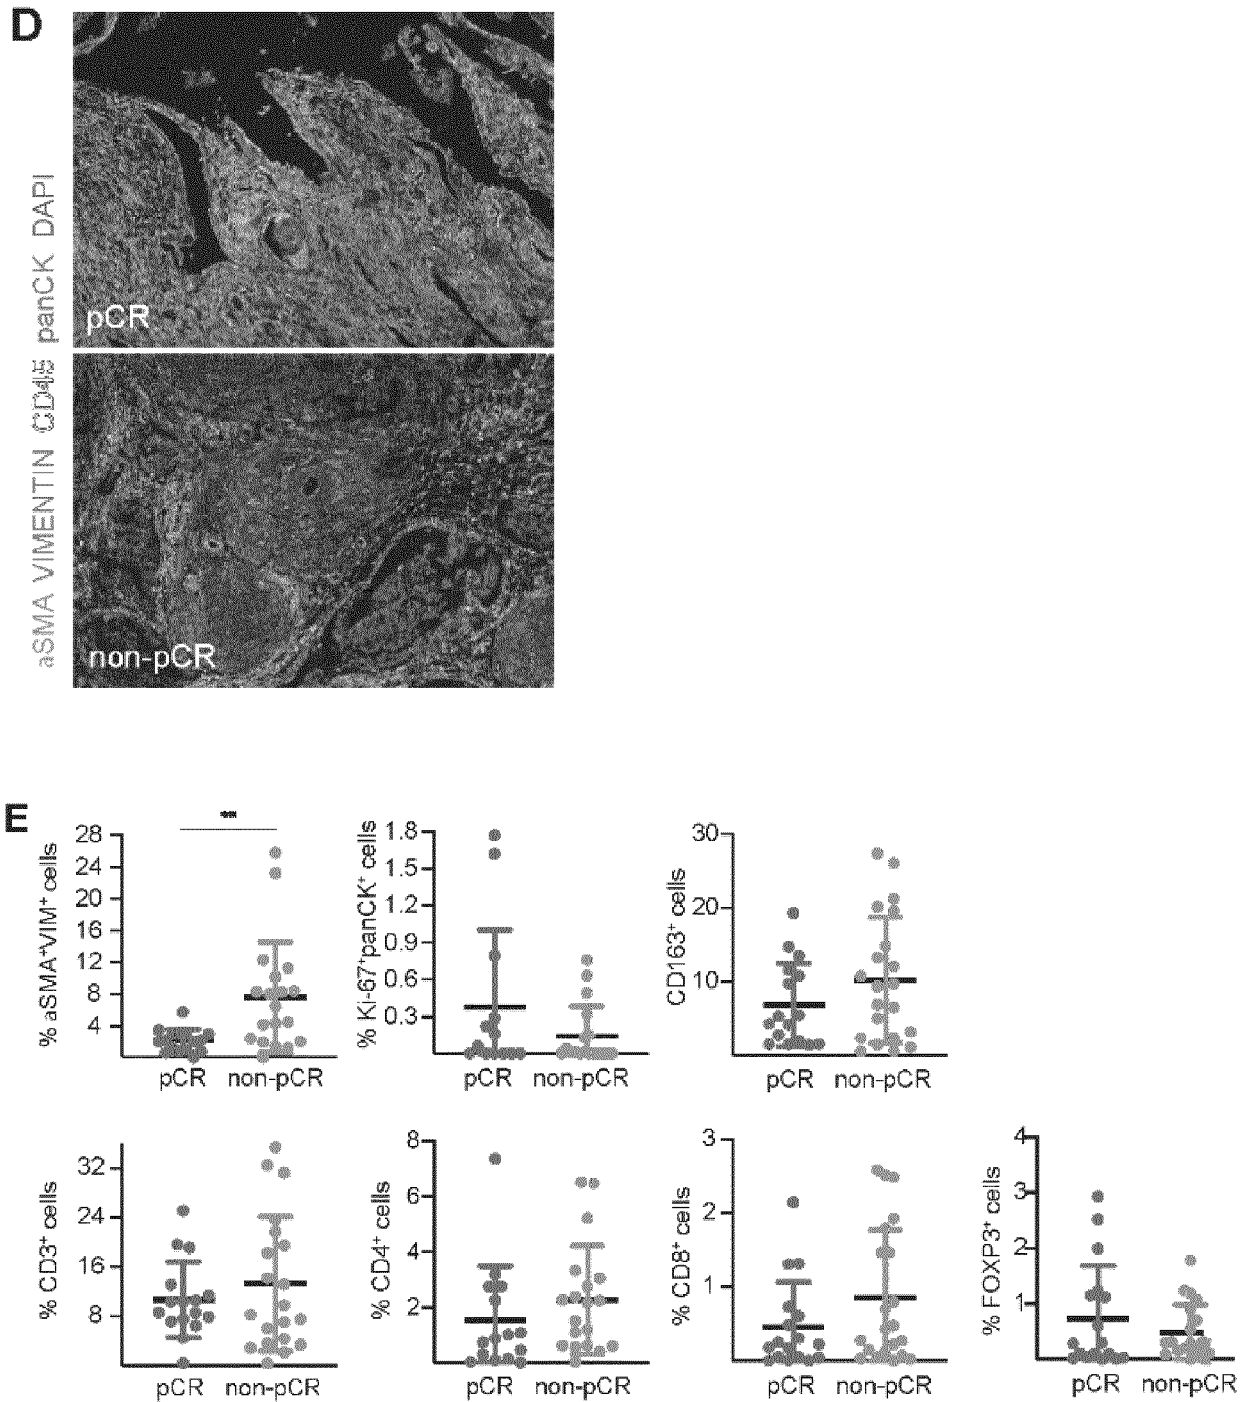 D
aSMA VIMENTIN CD45 panCK DAPI
pCR
non-pCR
E
**
% aSMA⁺VIM⁺ cells
28
24
20
16
12
8
4
pCR
non-pCR
% Ki-67⁺panCK⁺ cells
1.8
1.5
1.2
0.9
0.6
0.3
pCR
non-pCR
CD163⁺ cells
30
20
10
pCR
non-pCR
% CD3⁺ cells
32
24
16
8
pCR
non-pCR
% CD4⁺ cells
8
6
4
2
pCR
non-pCR
% CD8⁺ cells
3
2
1
pCR
non-pCR
% FOXP3⁺ cells
4
3
2
1
pCR
non-pCR